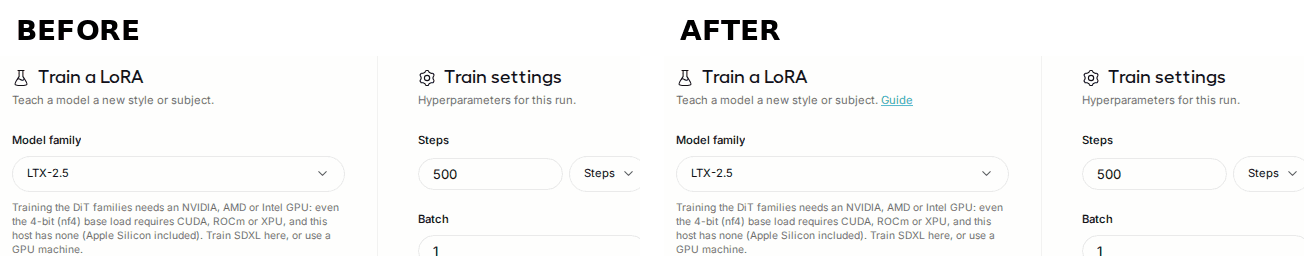 BEFORE
Train a LoRA
Teach a model a new style or subject.
Model family
LTX-2.5
Training the DiT families needs an NVIDIA, AMD or Intel GPU: even
the 4-bit (nf4) base load requires CUDA, ROCm or XPU, and this
host has none (Apple Silicon included). Train SDXL here, or use a
GPU machine.
Train settings
Hyperparameters for this run.
Steps
500
Steps
Batch
1
AFTER
Train a LoRA
Teach a model a new style or subject. Guide
Model family
LTX-2.5
Training the DiT families needs an NVIDIA, AMD or Intel GPU: even
the 4-bit (nf4) base load requires CUDA, ROCm or XPU, and this
host has none (Apple Silicon included). Train SDXL here, or use a
GPU machine.
Train settings
Hyperparameters for this run.
Steps
500
Steps
Batch
1